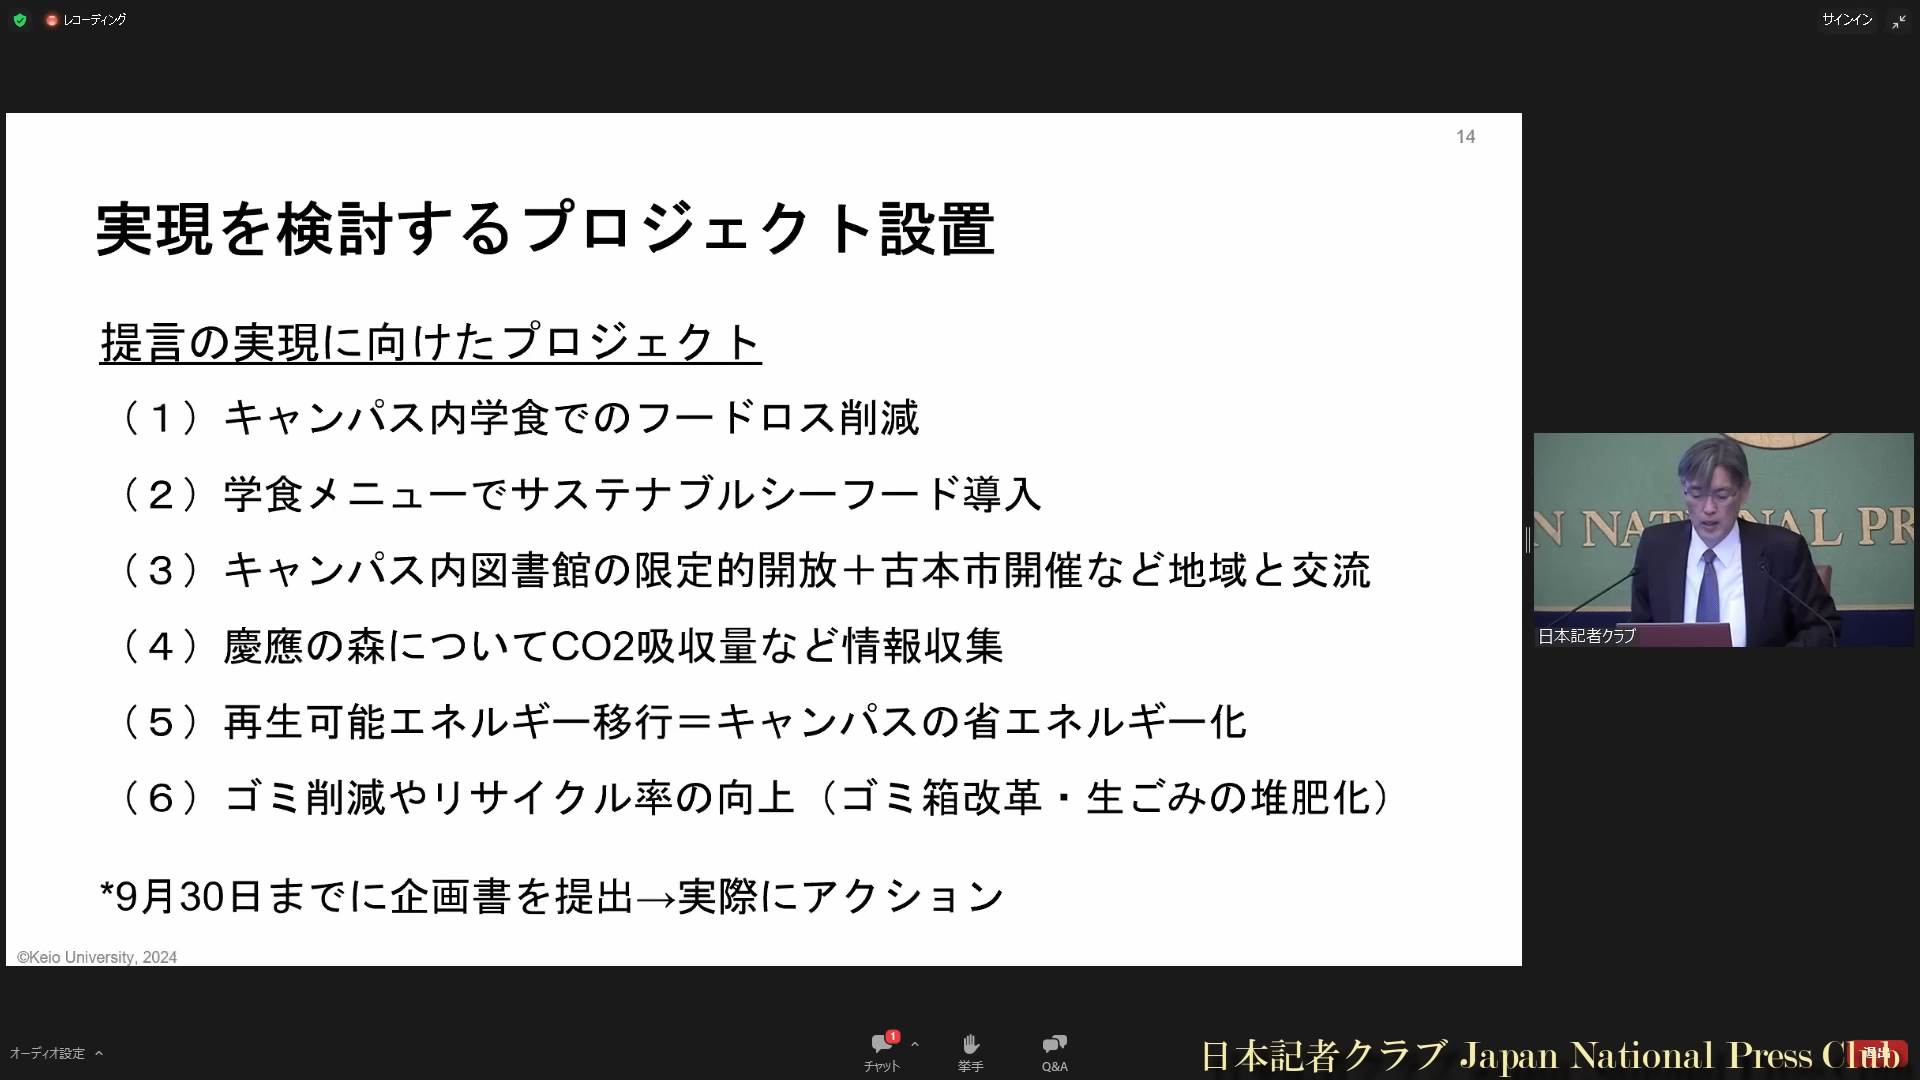 レコーディング
サインイン
14
実現を検討するプロジェクト設置
提言の実現に向けたプロジェクト
（１）キャンパス内学食でのフードロス削減
（２）学食メニューでサステナブルシーフード導入
（３）キャンパス内図書館の限定的開放＋古本市開催など地域と交流
（４）慶應の森についてCO2吸収量など情報収集
（５）再生可能エネルギー移行＝キャンパスの省エネルギー化
（６）ゴミ削減やリサイクル率の向上（ゴミ箱改革・生ごみの堆肥化）
*9月30日までに企画書を提出→実際にアクション
©Keio University, 2024
N NATIONAL PR
日本記者クラブ
オーディオ設定
1
チャット
挙手
Q&A
退出
日本記者クラブ Japan National Press Club